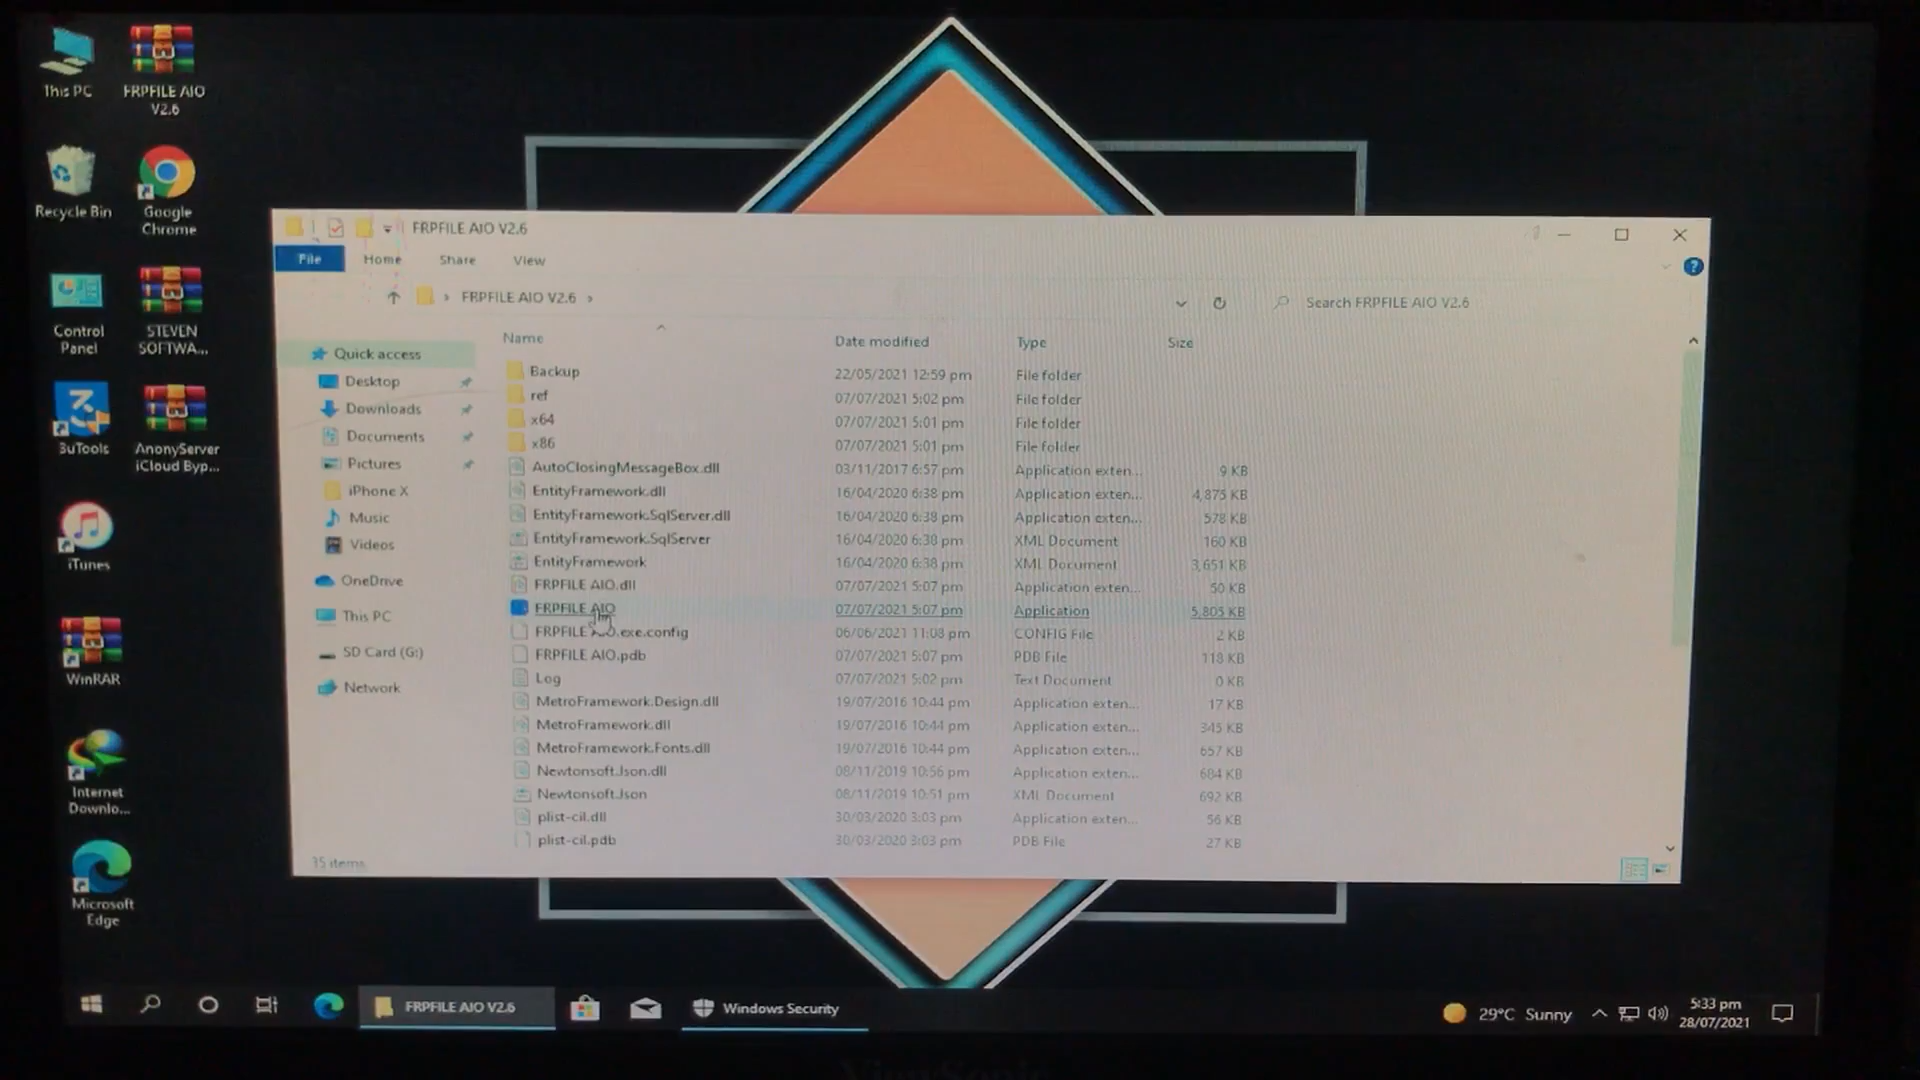 This PC
FRPFILE AIO
V2.6
Recycle Bin
Google
Chrome
Control
Panel
STEVEN
SOFTWA...
3uTools
AnonyServer
iCloud Byp...
iTunes
WinRAR
Internet
Downlo...
Microsoft
Edge
FRPFILE AIO V2.6
File Home Share View
FRPFILE AIO V2.6
Search FRPFILE AIO V2.6
Quick access
Desktop
Downloads
Documents
Pictures
iPhone X
Music
Videos
OneDrive
This PC
SD Card (G:)
Network
Name Date modified Type Size
Backup 22/05/2021 12:59 pm File folder
ref 07/07/2021 5:02 pm File folder
x64 07/07/2021 5:01 pm File folder
x86 07/07/2021 5:01 pm File folder
AutoClosingMessageBox.dll 03/11/2017 6:57 pm Application exten... 9 KB
EntityFramework.dll 16/04/2020 6:38 pm Application exten... 4,875 KB
EntityFramework.SqlServer.dll 16/04/2020 6:38 pm Application exten... 578 KB
EntityFramework.SqlServer 16/04/2020 6:38 pm XML Document 160 KB
EntityFramework 16/04/2020 6:38 pm XML Document 3,651 KB
FRPFILE AIO.dll 07/07/2021 5:07 pm Application exten... 50 KB
FRPFILE AIO 07/07/2021 5:07 pm Application 5,805 KB
FRPFILE AIO.exe.config 06/06/2021 11:08 pm CONFIG File 2 KB
FRPFILE AIO.pdb 07/07/2021 5:07 pm PDB File 118 KB
Log 07/07/2021 5:02 pm Text Document 0 KB
MetroFramework.Design.dll 19/07/2016 10:44 pm Application exten... 17 KB
MetroFramework.dll 19/07/2016 10:44 pm Application exten... 345 KB
MetroFramework.Fonts.dll 19/07/2016 10:44 pm Application exten... 657 KB
Newtonsoft.Json.dll 08/11/2019 10:56 pm Application exten... 684 KB
Newtonsoft.Json 08/11/2019 10:51 pm XML Document 692 KB
plist-cil.dll 30/03/2020 3:03 pm Application exten... 56 KB
plist-cil.pdb 30/03/2020 3:03 pm PDB File 27 KB
35 items
FRPFILE AIO V2.6
Windows Security
29°C Sunny
5:33 pm
28/07/2021
ViewSonic